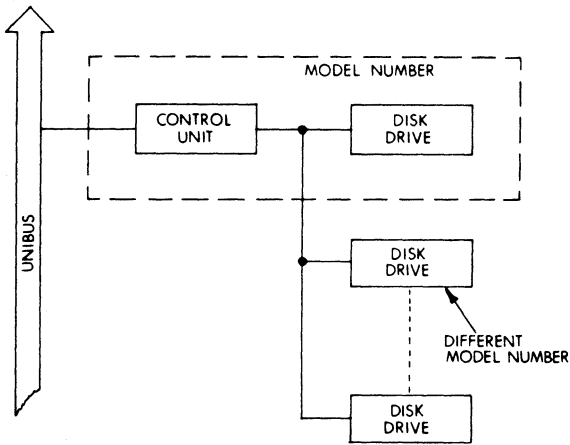 MODEL NUMBER
CONTROL
UNIT
DISK
DRIVE
UNIBUS
DISK
DRIVE
DIFFERENT
MODEL NUMBER
DISK
DRIVE